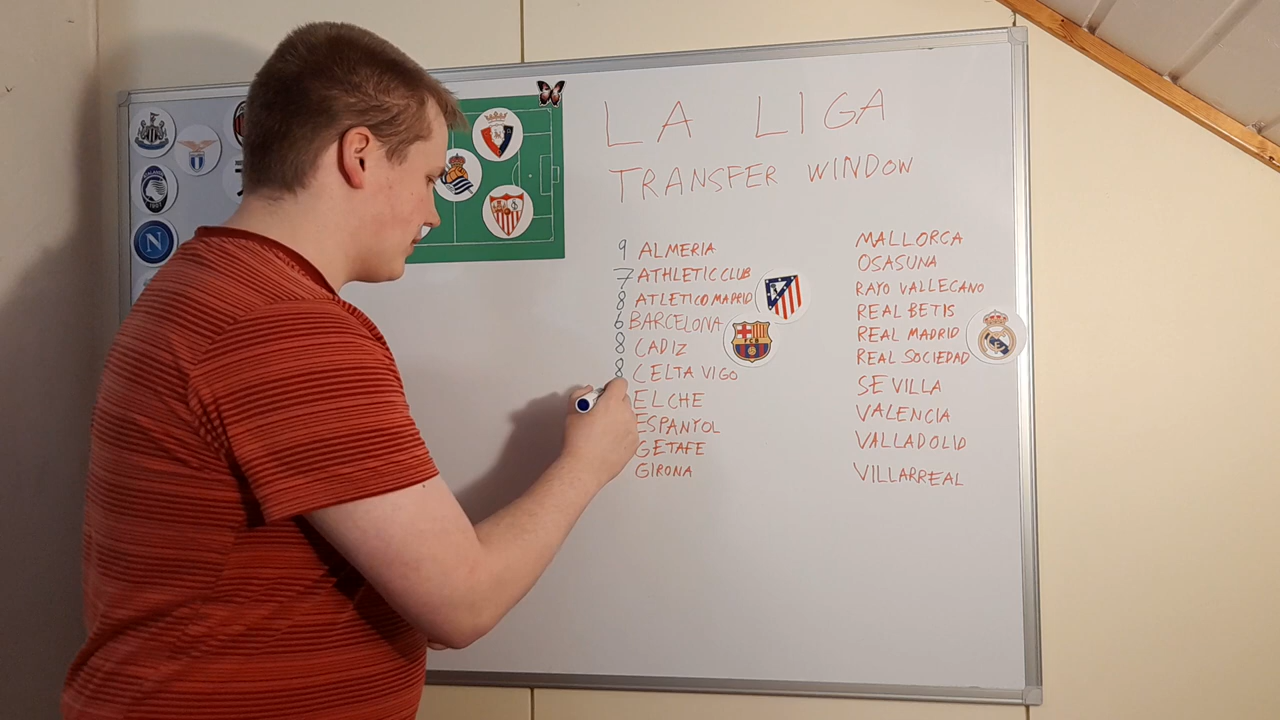 LA LIGA
TRANSFER WINDOW
9 ALMERIA
7 ATHLETIC CLUB
8 ATLETICO MADRID
6 BARCELONA
8 CADIZ
8 CELTA VIGO
ELCHE
ESPANYOL
GETAFE
GIRONA
MALLORCA
OSASUNA
RAYO VALLECANO
REAL BETIS
REAL MADRID
REAL SOCIEDAD
SEVILLA
VALENCIA
VALLADOLID
VILLARREAL
FCB
N